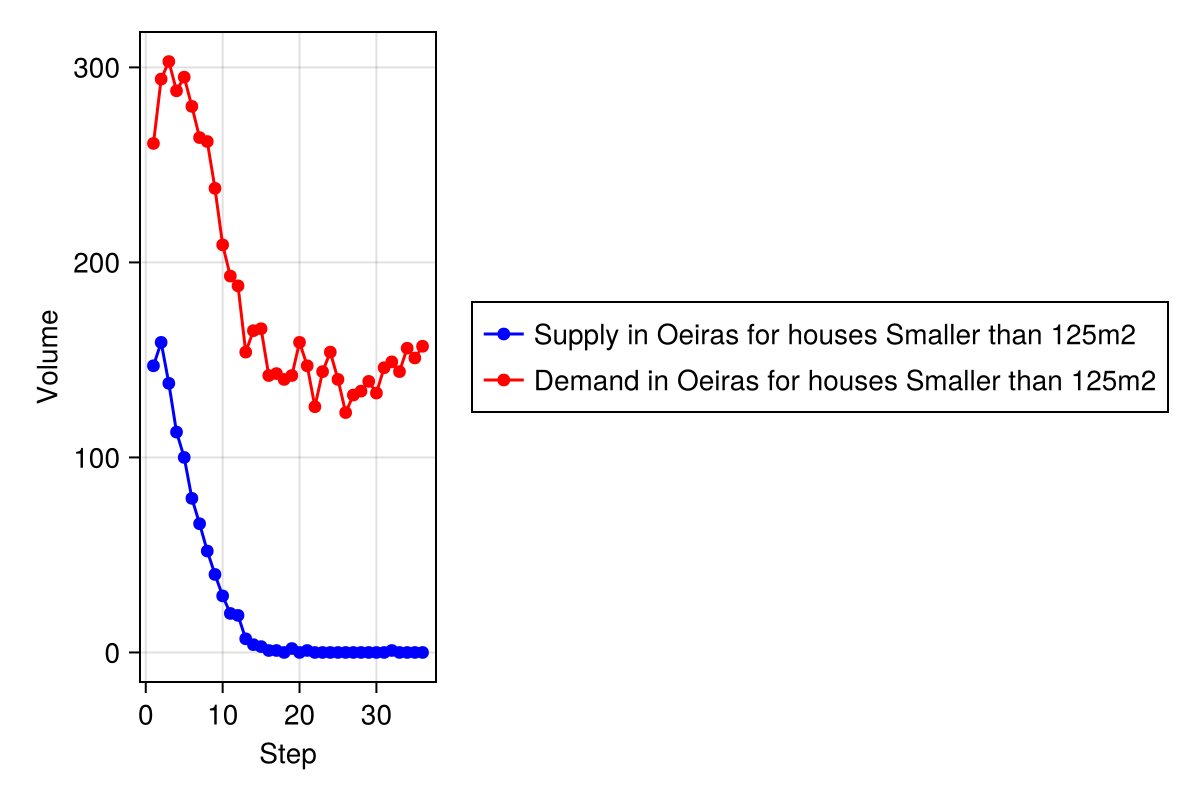 300
200
100
0
Volume
0 10 20 30
Step
Supply in Oeiras for houses Smaller than 125m2
Demand in Oeiras for houses Smaller than 125m2